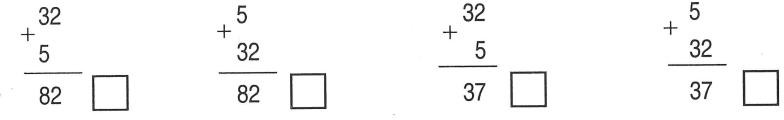 32 5 32 5
+ + + +
5 32 5 32
82 82 37 37